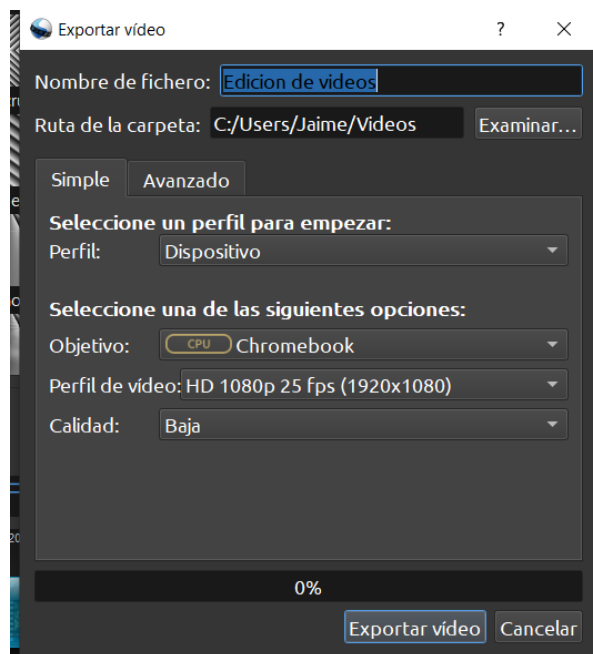 Exportar vídeo ?
Nombre de fichero: Edicion de videos
Ruta de la carpeta: C:/Users/Jaime/Videos Examinar...
Simple Avanzado
Seleccione un perfil para empezar:
Perfil: Dispositivo
Seleccione una de las siguientes opciones:
Objetivo: CPU Chromebook
Perfil de vídeo: HD 1080p 25 fps (1920x1080)
Calidad: Baja
0%
Exportar vídeo Cancelar